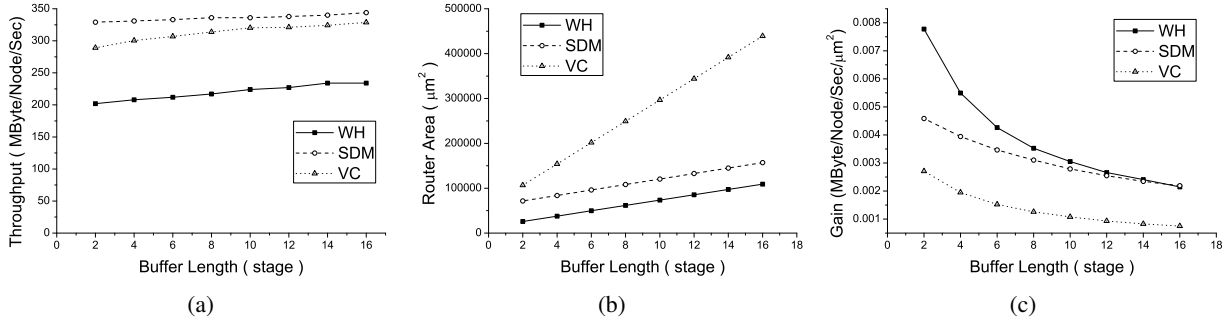 350
300
250
200
150
100
50
0
Throughput ( MByte/Node/Sec)
WH
SDM
VC
0 2 4 6 8 10 12 14 16 18
Buffer Length ( stage )
(a)
500000
400000
300000
200000
100000
0
Router Area ( μm²)
WH
SDM
VC
0 2 4 6 8 10 12 14 16 18
Buffer Length ( stage )
(b)
0.008
0.007
0.006
0.005
0.004
0.003
0.002
0.001
Gain (MByte/Node/Sec/μm²)
WH
SDM
VC
0 2 4 6 8 10 12 14 16 18
Buffer Length ( stage )
(c)